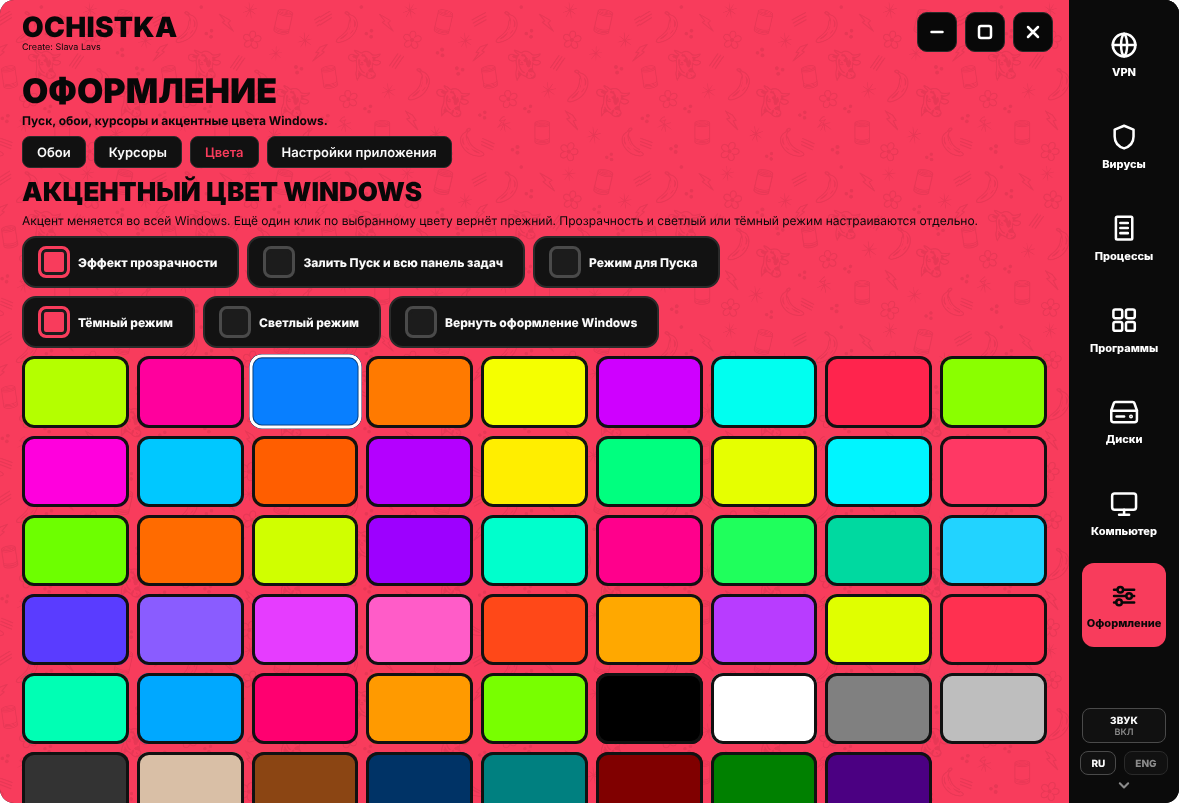 OCHISTKA
Create: Slava Lavs
ОФОРМЛЕНИЕ
Пуск, обои, курсоры и акцентные цвета Windows.
Обои
Курсоры
Цвета
Настройки приложения
АКЦЕНТНЫЙ ЦВЕТ WINDOWS
Акцент меняется во всей Windows. Ещё один клик по выбранному цвету вернёт прежний. Прозрачность и светлый или тёмный режим настраиваются отдельно.
Эффект прозрачности
Залить Пуск и всю панель задач
Режим для Пуска
Тёмный режим
Светлый режим
Вернуть оформление Windows
VPN
Вирусы
Процессы
Программы
Диски
Компьютер
Оформление
ЗВУК
ВКЛ
RU
ENG